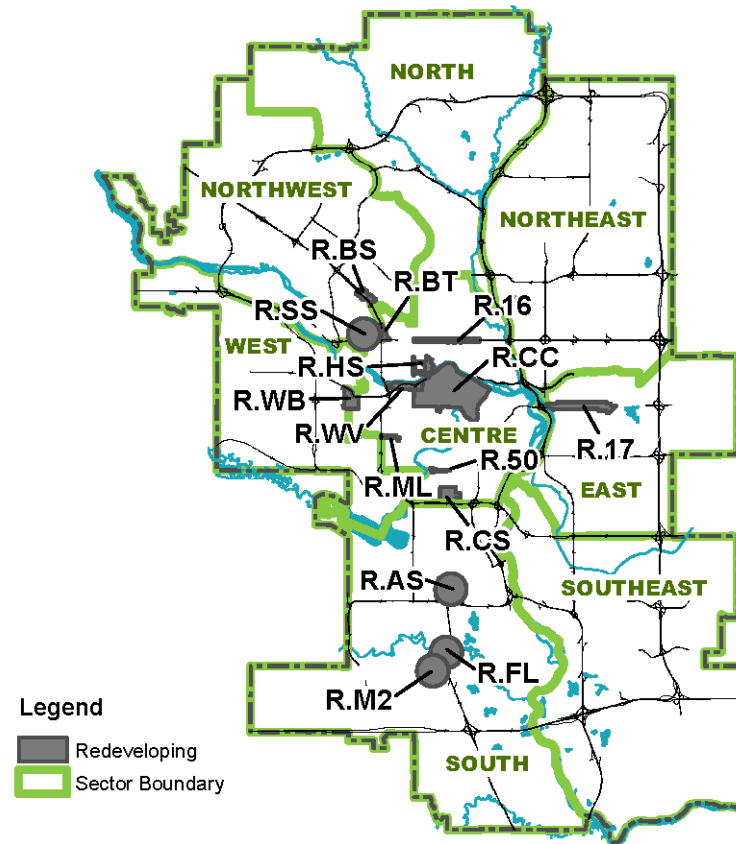 NORTH
NORTHWEST
NORTHEAST
R.BS
R.BT
R.SS
R.16
WEST
R.HS
R.CC
R.WB
R.WV
CENTRE
R.50
R.17
R.ML
EAST
R.CS
R.AS
SOUTHEAST
R.FL
R.M2
Legend
Redeveloping
SOUTH
Sector Boundary